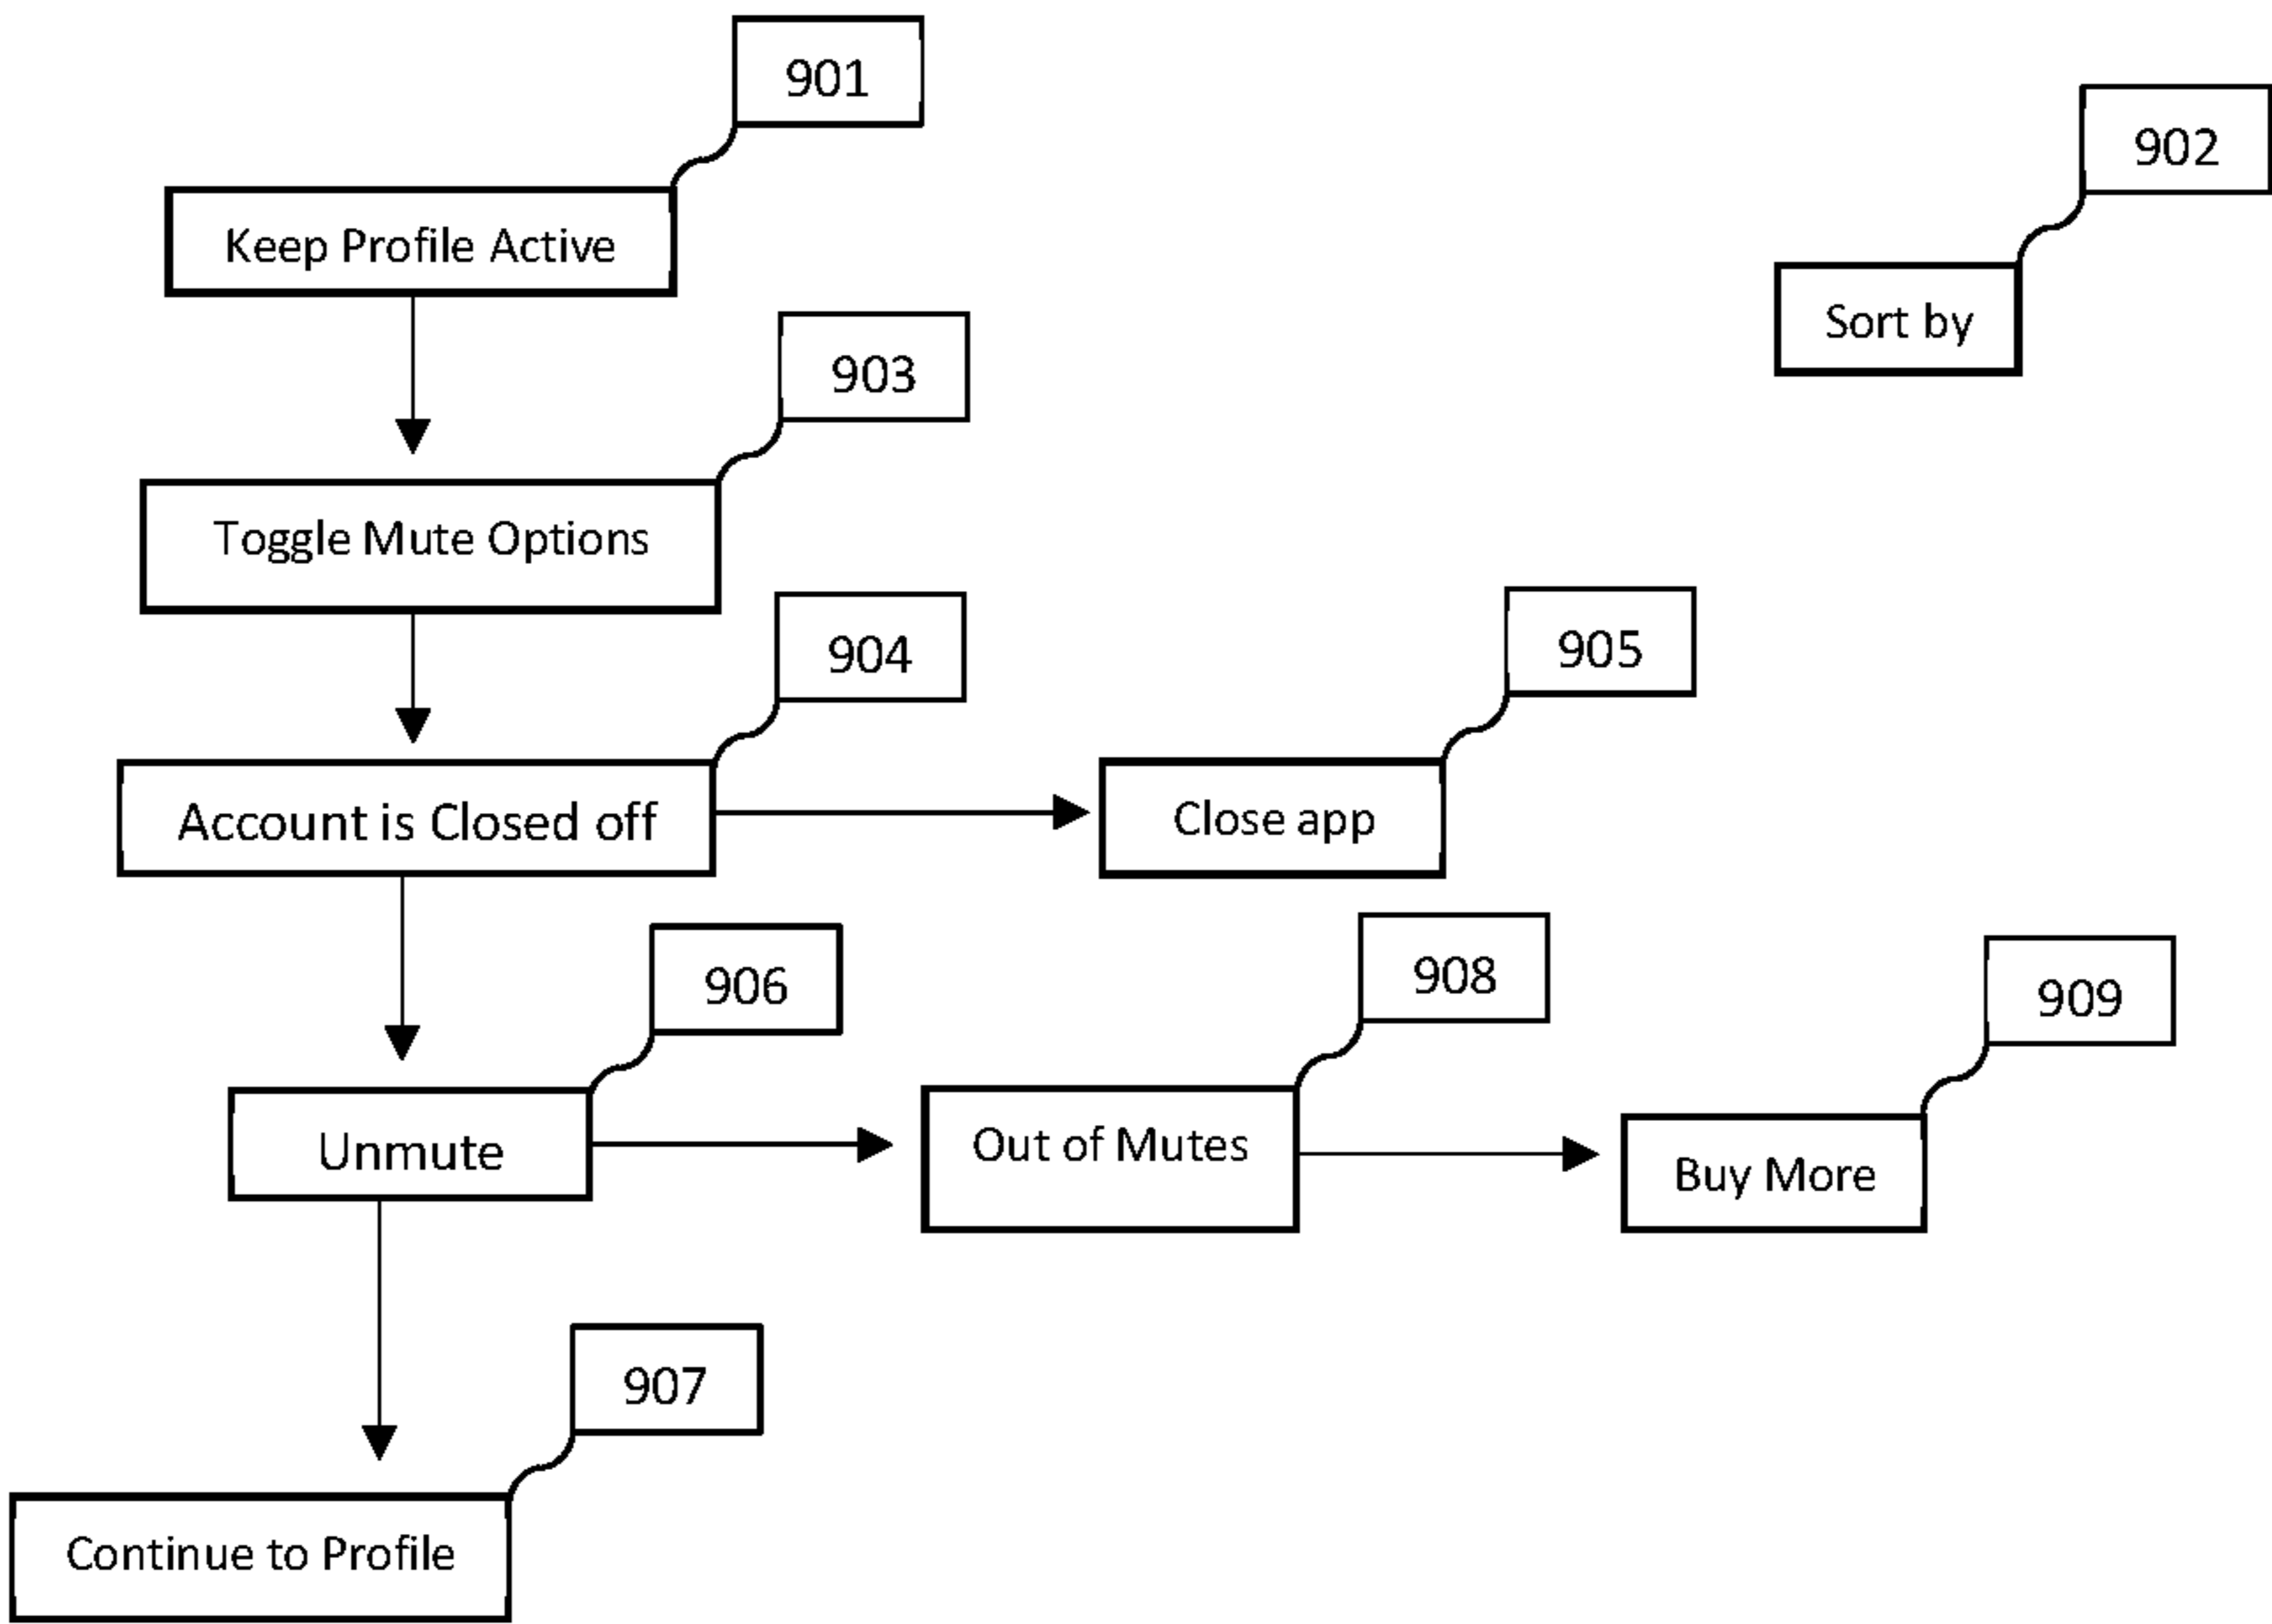 901
902
Keep Profile Active
Sort by
903
Toggle Mute Options
904
905
Account is Closed off
Close app
906
908
909
Unmute
Out of Mutes
Buy More
907
Continue to Profile